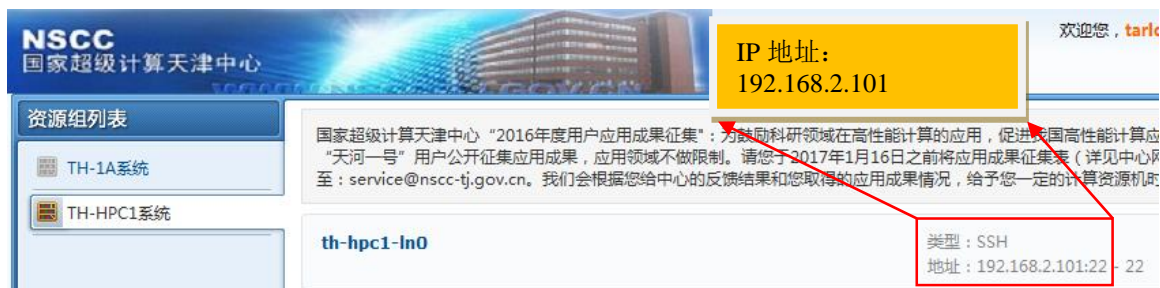 NSCC
国家超级计算天津中心
欢迎您，tarlo
IP 地址：
192.168.2.101
资源组列表
TH-1A系统
TH-HPC1系统
国家超级计算天津中心“2016年度用户应用成果征集”：为鼓励科研领域在高性能计算的应用，促进我国高性能计算应
“天河一号”用户公开征集应用成果，应用领域不做限制。请您于2017年1月16日之前将应用成果征集表（详见中心网
至：service@nscc-tj.gov.cn。我们会根据您给中心的反馈结果和您取得的应用成果情况，给予您一定的计算资源机时
th-hpc1-ln0
类型：SSH
地址：192.168.2.101:22 - 22